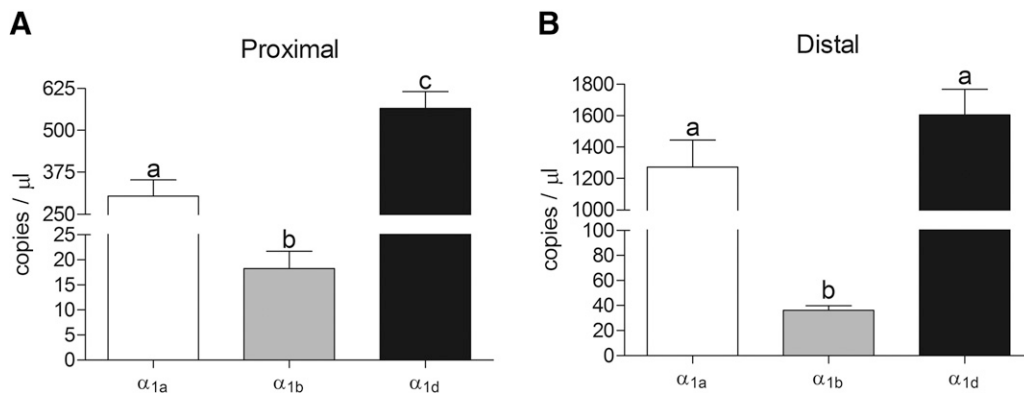 A
Proximal
copies / μl
625
500
375
250
25
20
15
10
5
0
a
b
c
α1a
α1b
α1d
B
Distal
copies / μl
1800
1600
1400
1200
1000
100
80
60
40
20
0
a
b
a
α1a
α1b
α1d